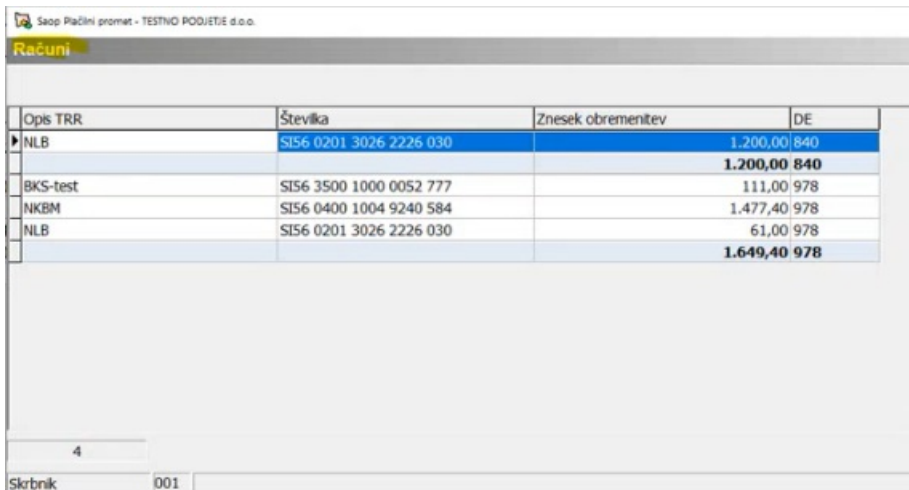 Saop Plačilni promet - TESTNO PODJETJE d.o.o.
Računi
Opis TRR Številka Znesek obremenitev DE
NLB SI56 0201 3026 2226 030 1.200,00 840
1.200,00 840
BKS-test SI56 3500 1000 0052 777 111,00 978
NKBM SI56 0400 1004 9240 584 1.477,40 978
NLB SI56 0201 3026 2226 030 61,00 978
1.649,40 978
4
Skrbnik 001